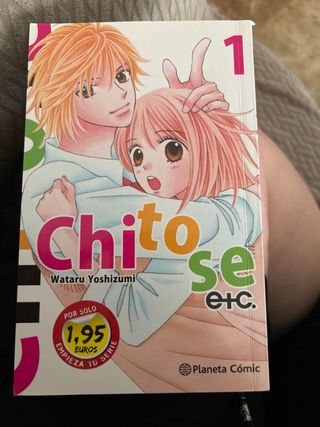 1
Chitose
etc.
Wataru Yoshizumi
POR SOLO
1,95
EUROS
EMPIEZA TU SERIE
Planeta Cómic